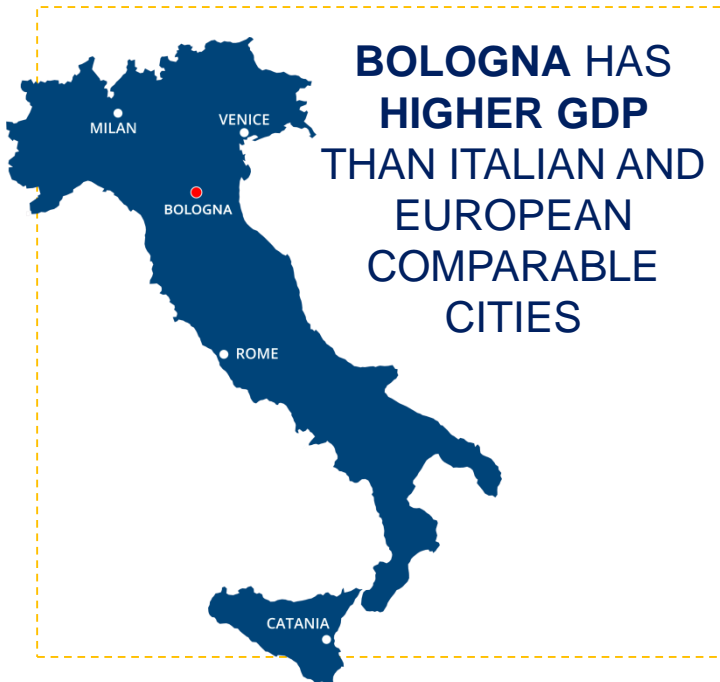 BOLOGNA HAS
HIGHER GDP
THAN ITALIAN AND
EUROPEAN
COMPARABLE
CITIES
MILAN
VENICE
BOLOGNA
ROME
CATANIA